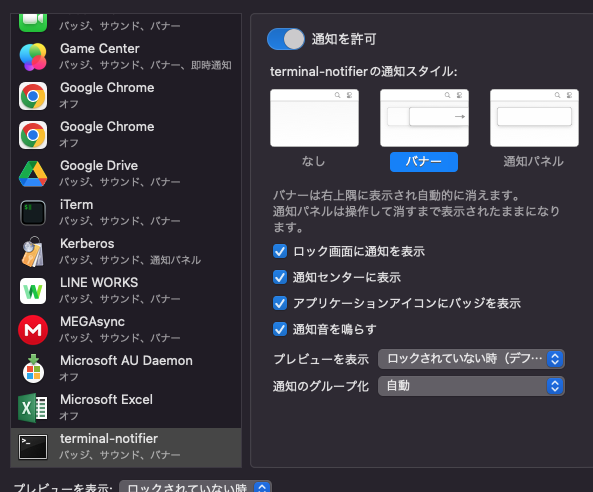 バッジ、サウンド、バナー
Game Center
バッジ、サウンド、バナー、即時通知
Google Chrome
オフ
Google Chrome
オフ
Google Drive
バッジ、サウンド、バナー
iTerm
バッジ、サウンド、バナー
Kerberos
バッジ、サウンド、通知パネル
LINE WORKS
バッジ、サウンド、バナー
MEGAsync
バッジ、サウンド、バナー
Microsoft AU Daemon
オフ
Microsoft Excel
オフ
terminal-notifier
バッジ、サウンド、バナー
通知を許可
terminal-notifierの通知スタイル:
なし
バナー
通知パネル
バナーは右上隅に表示され自動的に消えます。
通知パネルは操作して消すまで表示されたままになり
ます。
ロック画面に通知を表示
通知センターに表示
アプリケーションアイコンにバッジを表示
通知音を鳴らす
プレビューを表示 ロックされていない時（デフ…
通知のグループ化 自動
プレビューを表示: ロックされていない時